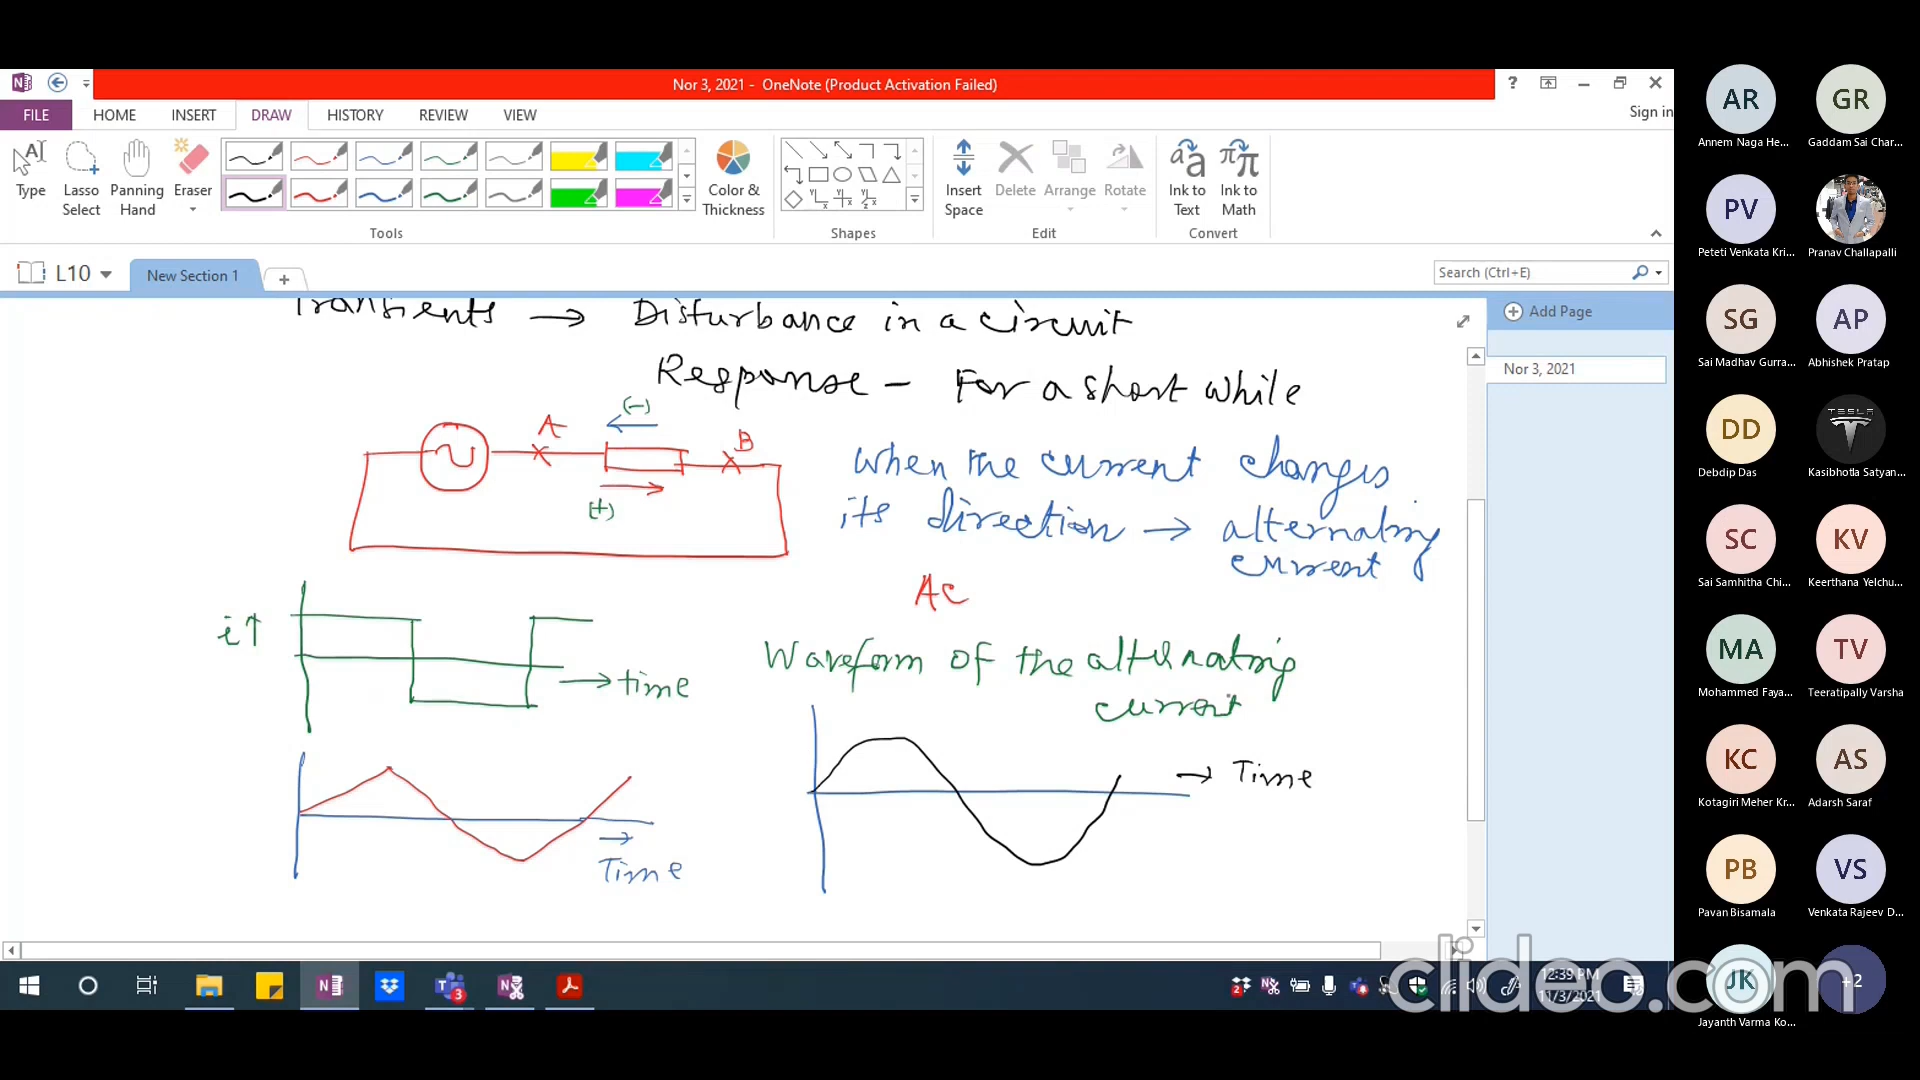 Nor 3, 2021 - OneNote (Product Activation Failed)
?
FILE HOME INSERT DRAW HISTORY REVIEW VIEW
Sign in
Type
Lasso Select
Panning Hand
Eraser
Color & Thickness
Insert Space
Delete
Arrange
Rotate
Ink to Text
Ink to Math
Tools
Shapes
Edit
Convert
L10
New Section 1
Search (Ctrl+E)
Add Page
Nor 3, 2021
Transients → Disturbance in a circuit
Response - For a short while
(-)
A
B
(+)
When the current changes
its direction → alternating
current
AC
i↑
→ time
Waveform of the alternating
current
→ Time
→
Time
AR
Annem Naga He...
GR
Gaddam Sai Char...
PV
Peteti Venkata Kri...
Pranav Challapalli
SG
Sai Madhav Gurra...
AP
Abhishek Pratap
DD
Debdip Das
TESLA
Kasibhotla Satyan...
SC
Sai Samhitha Chi...
KV
Keerthana Yelchu...
MA
Mohammed Faya...
TV
Teeratipally Varsha
KC
Kotagiri Meher Kr...
AS
Adarsh Saraf
PB
Pavan Bisamala
VS
Venkata Rajeev D...
JK
Jayanth Varma Ko...
+2
12:39 PM
11/3/2021
clideo.com